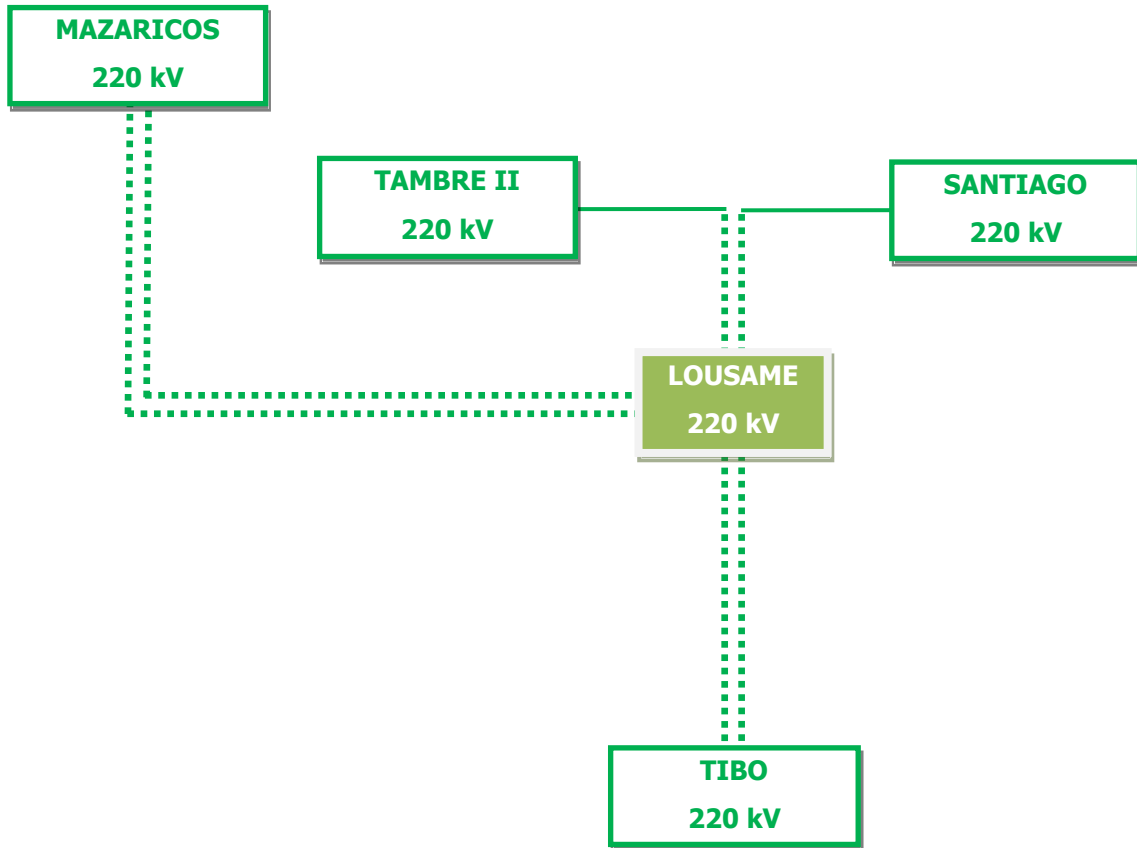 MAZARICOS
220 kV
TAMBRE II
220 kV
SANTIAGO
220 kV
LOUSAME
220 kV
TIBO
220 kV